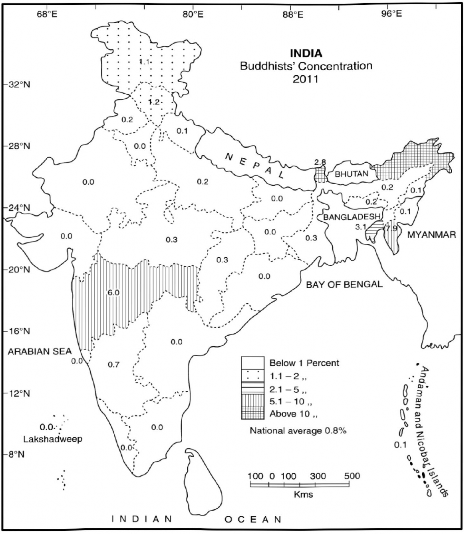 68°E
80°E
88°E
96°E
INDIA
Buddhists' Concentration
2011
32°N
1.1
1.2
0.2
0.1
0.0
28°N
NEPAL
2.8
BHUTAN
0.0
0.2
0.2
0.1
0.0
0.2
24°N
BANGLADESH
0.1
0.0
0.3
0.0
0.3
3.1
7.9
MYANMAR
0.3
0.0
20°N
6.0
BAY OF BENGAL
16°N
0.0
ARABIAN SEA
0.0
0.7
Below 1 Percent
1.1 – 2 ,,
2.1 – 5 ,,
5.1 – 10 ,,
Above 10 ,,
National average 0.8%
12°N
0.0
Lakshadweep
0.0
0.0
8°N
0.1
Andaman and Nicobar Islands
100 0 100 300 500
Kms
INDIAN OCEAN